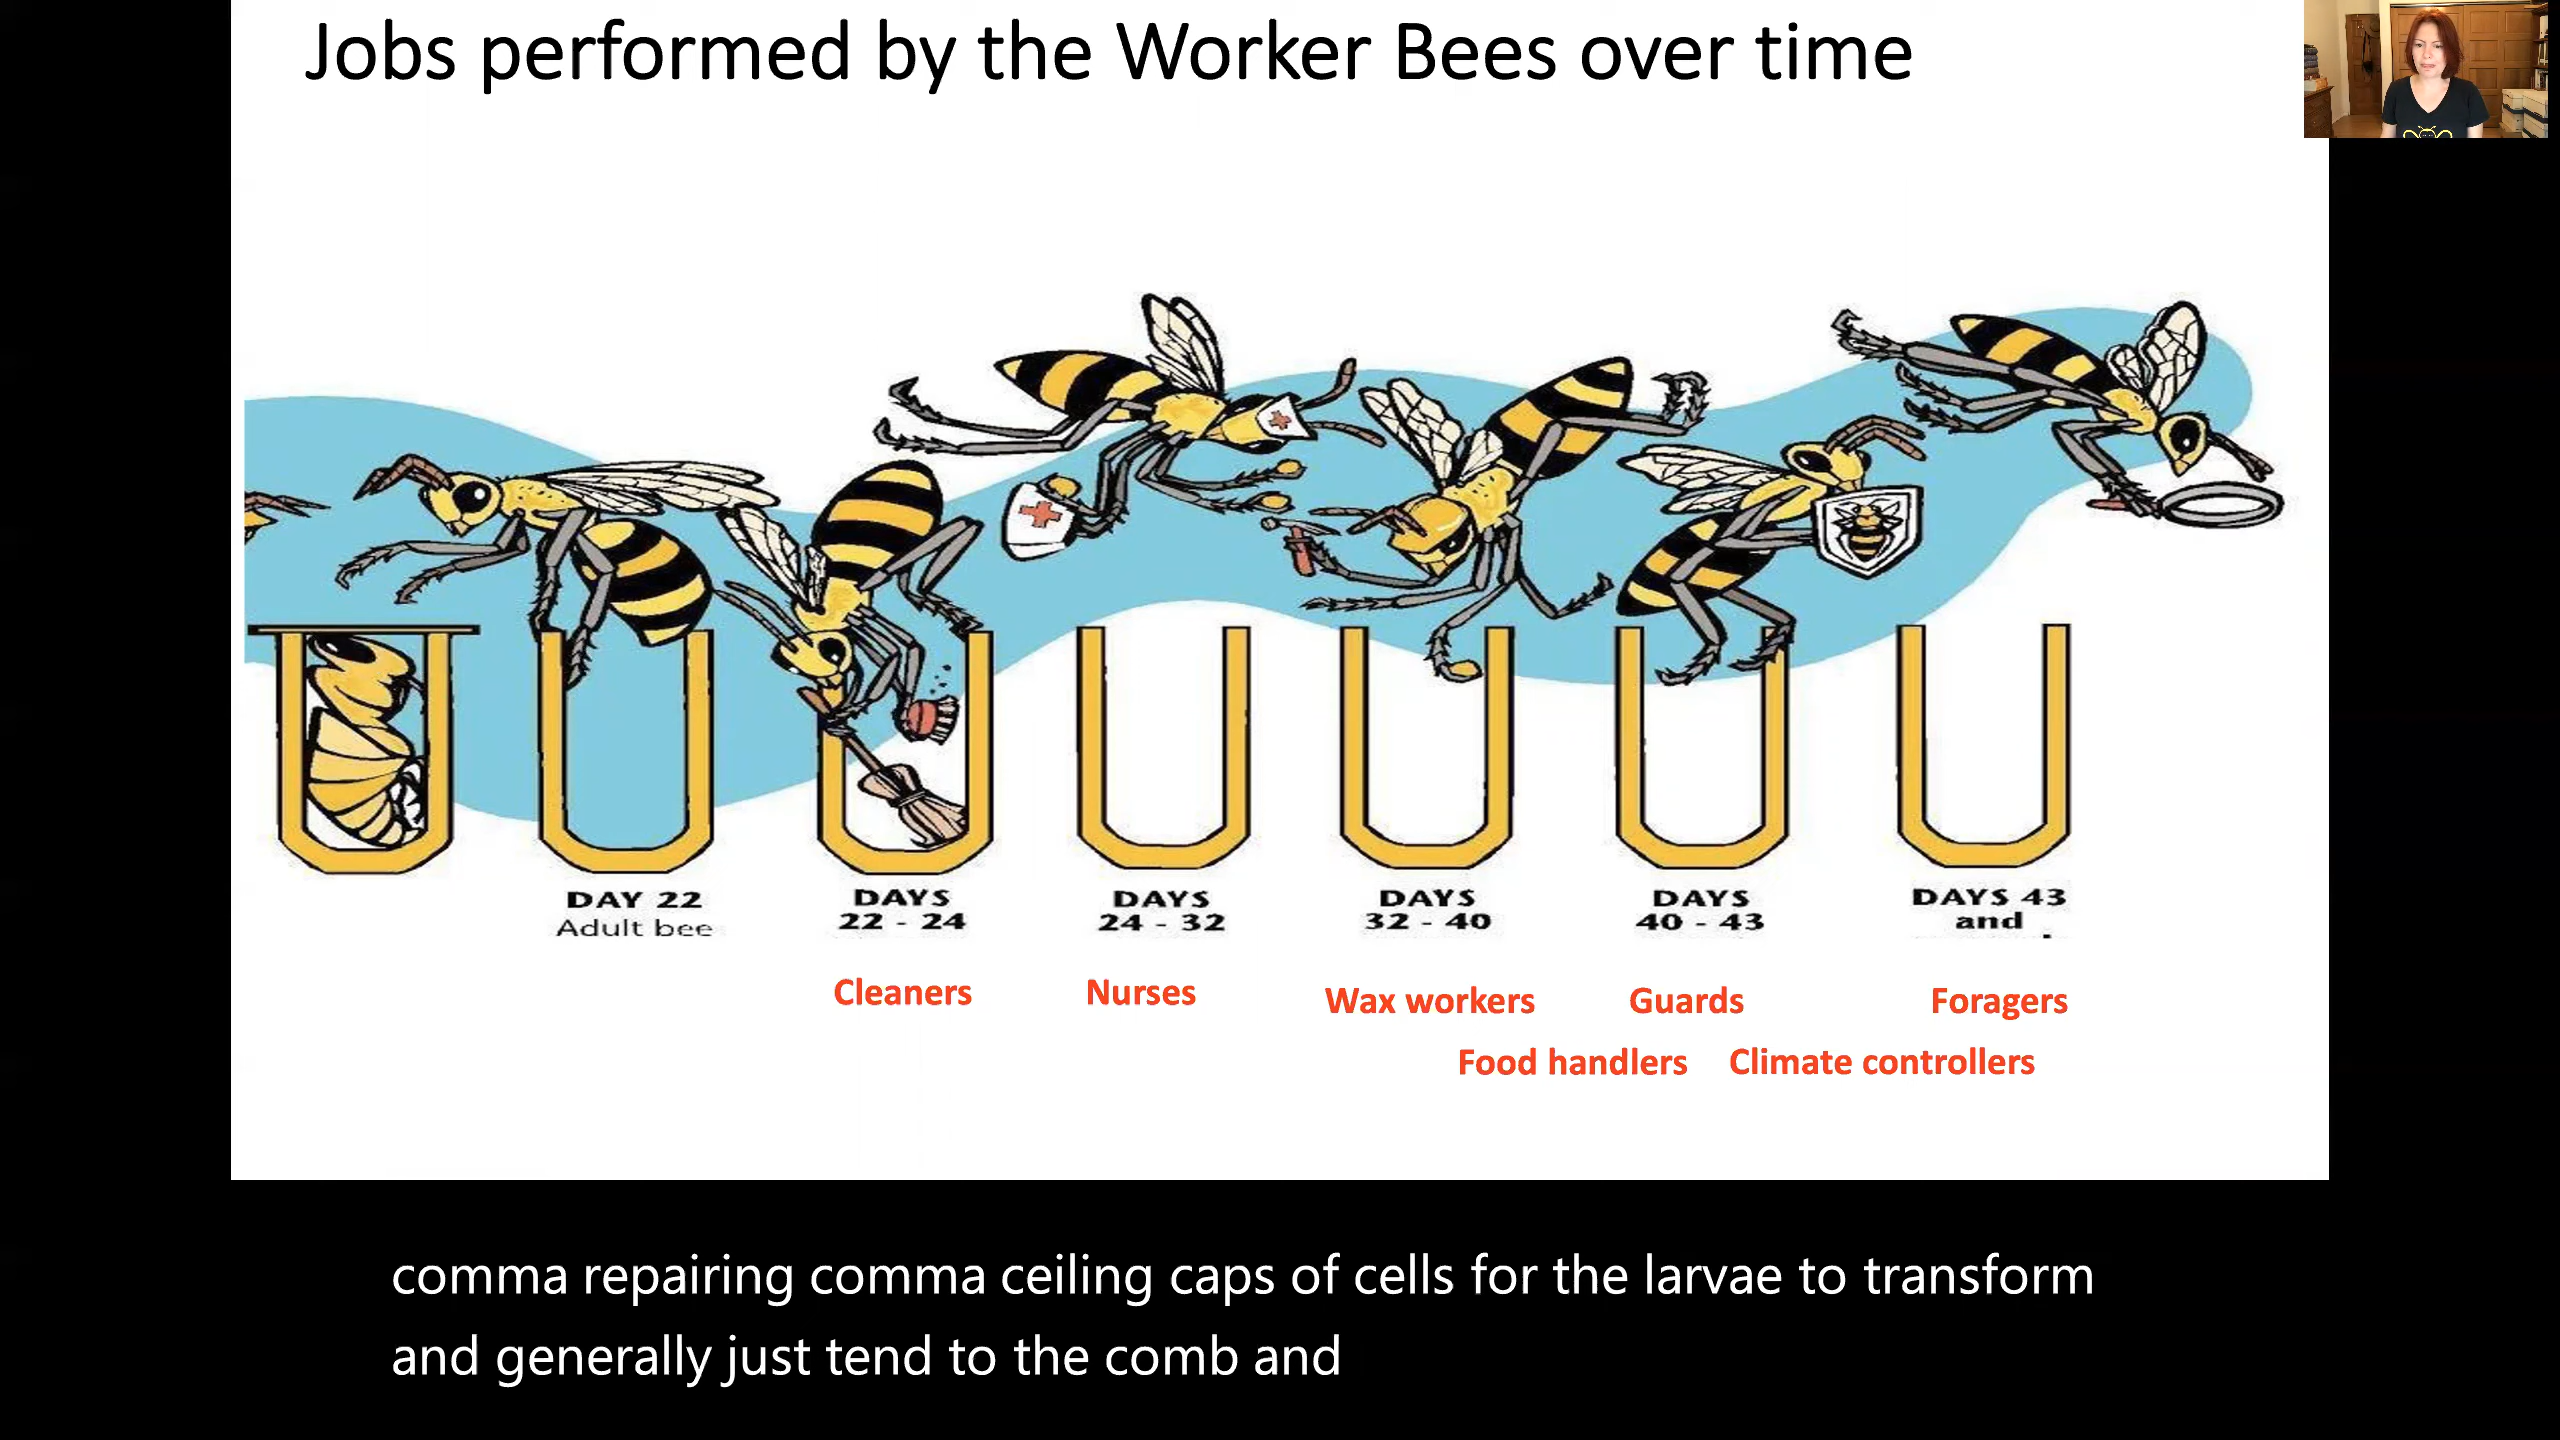 Jobs performed by the Worker Bees over time
DAY 22
Adult bee
DAYS
22 - 24
DAYS
24 - 32
DAYS
32 - 40
DAYS
40 - 43
DAYS 43
and
Cleaners
Nurses
Wax workers
Guards
Foragers
Food handlers
Climate controllers
comma repairing comma ceiling caps of cells for the larvae to transform
and generally just tend to the comb and